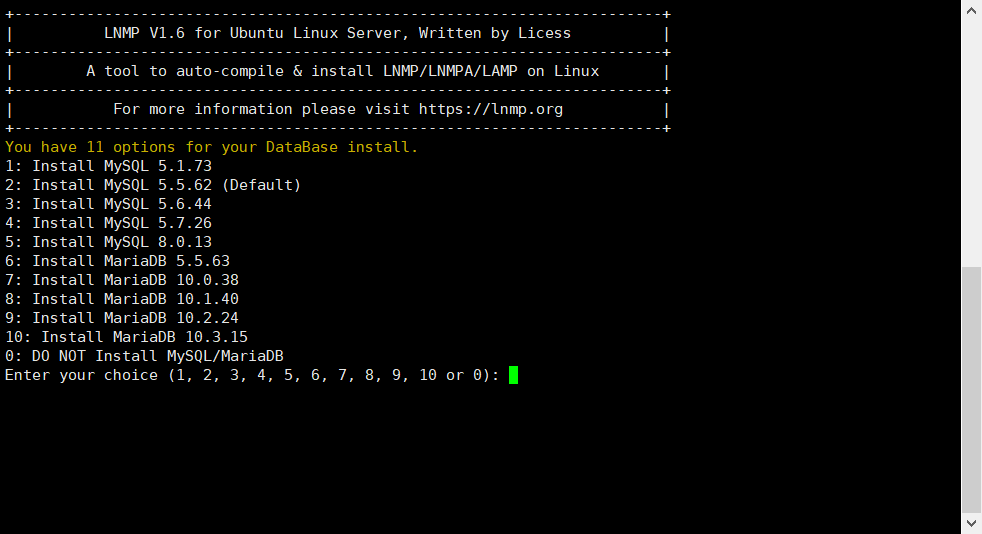 +------------------------------------------------------------------------+
|          LNMP V1.6 for Ubuntu Linux Server, Written by Licess          |
+------------------------------------------------------------------------+
|        A tool to auto-compile & install LNMP/LNMPA/LAMP on Linux       |
+------------------------------------------------------------------------+
|           For more information please visit https://lnmp.org           |
+------------------------------------------------------------------------+
You have 11 options for your DataBase install.
1: Install MySQL 5.1.73
2: Install MySQL 5.5.62 (Default)
3: Install MySQL 5.6.44
4: Install MySQL 5.7.26
5: Install MySQL 8.0.13
6: Install MariaDB 5.5.63
7: Install MariaDB 10.0.38
8: Install MariaDB 10.1.40
9: Install MariaDB 10.2.24
10: Install MariaDB 10.3.15
0: DO NOT Install MySQL/MariaDB
Enter your choice (1, 2, 3, 4, 5, 6, 7, 8, 9, 10 or 0):